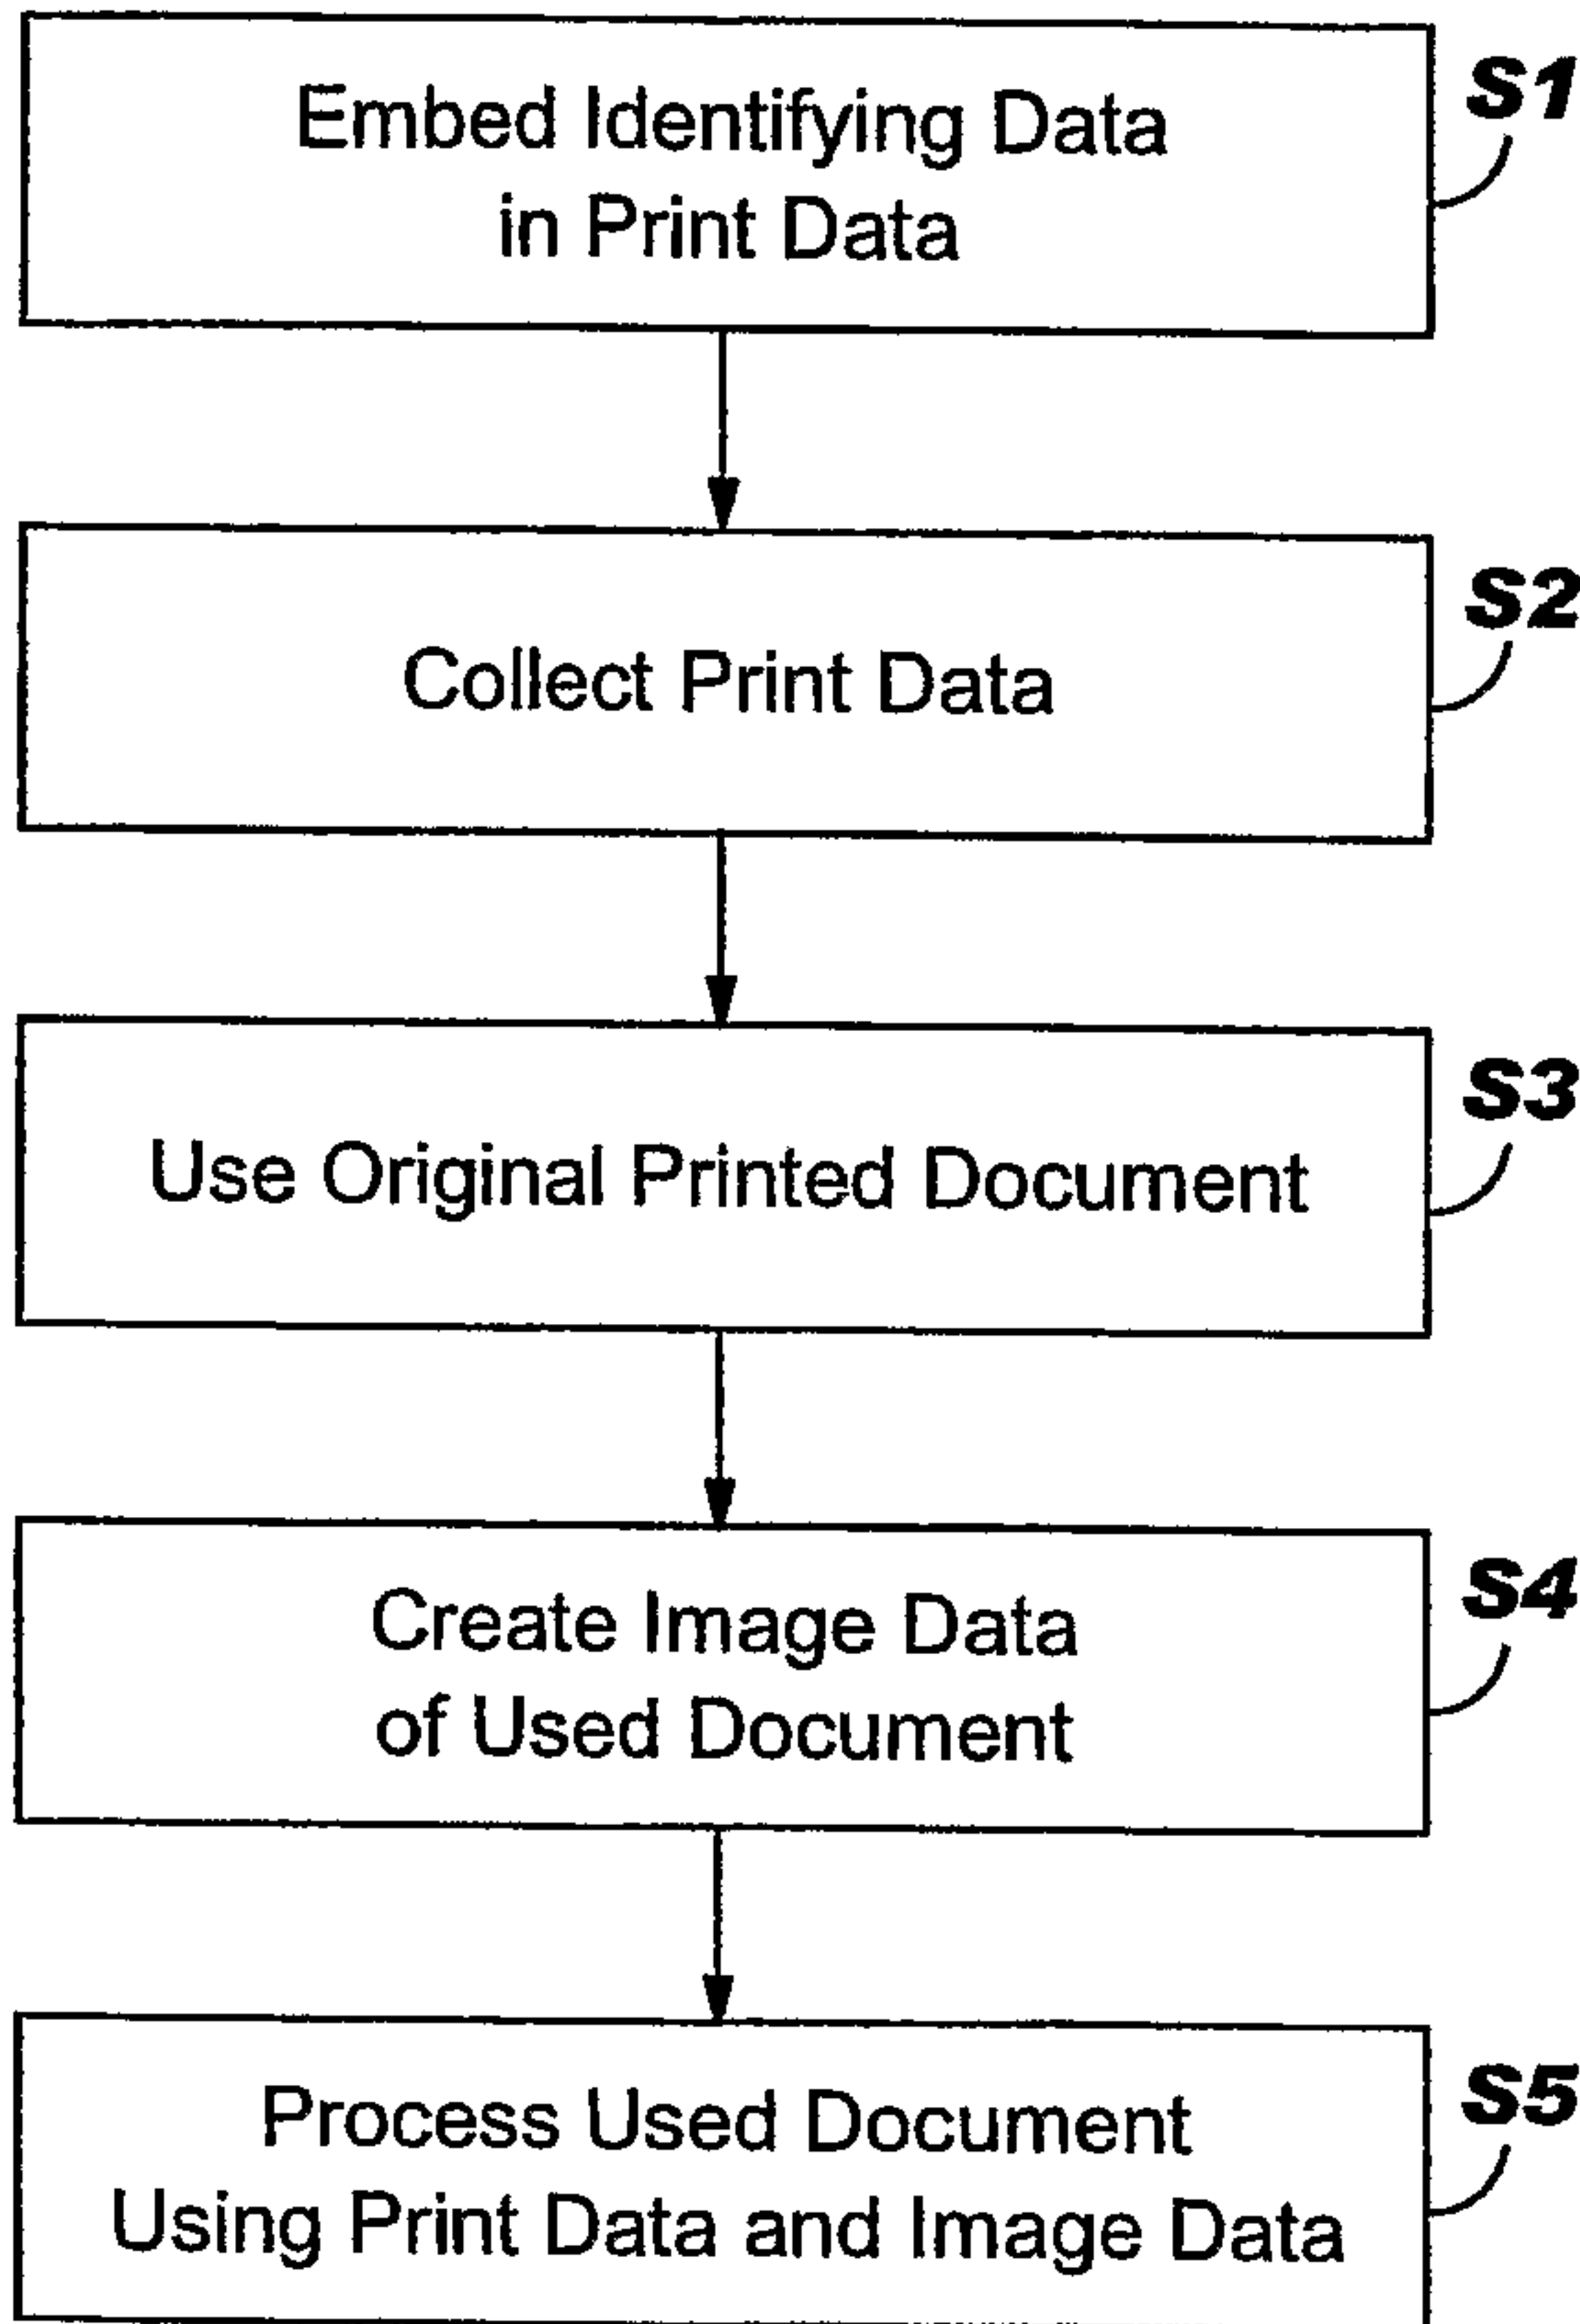 Embed Identifying Data
in Print Data
S1
Collect Print Data
S2
Use Original Printed Document
S3
Create Image Data
of Used Document
S4
Process Used Document
Using Print Data and Image Data
S5